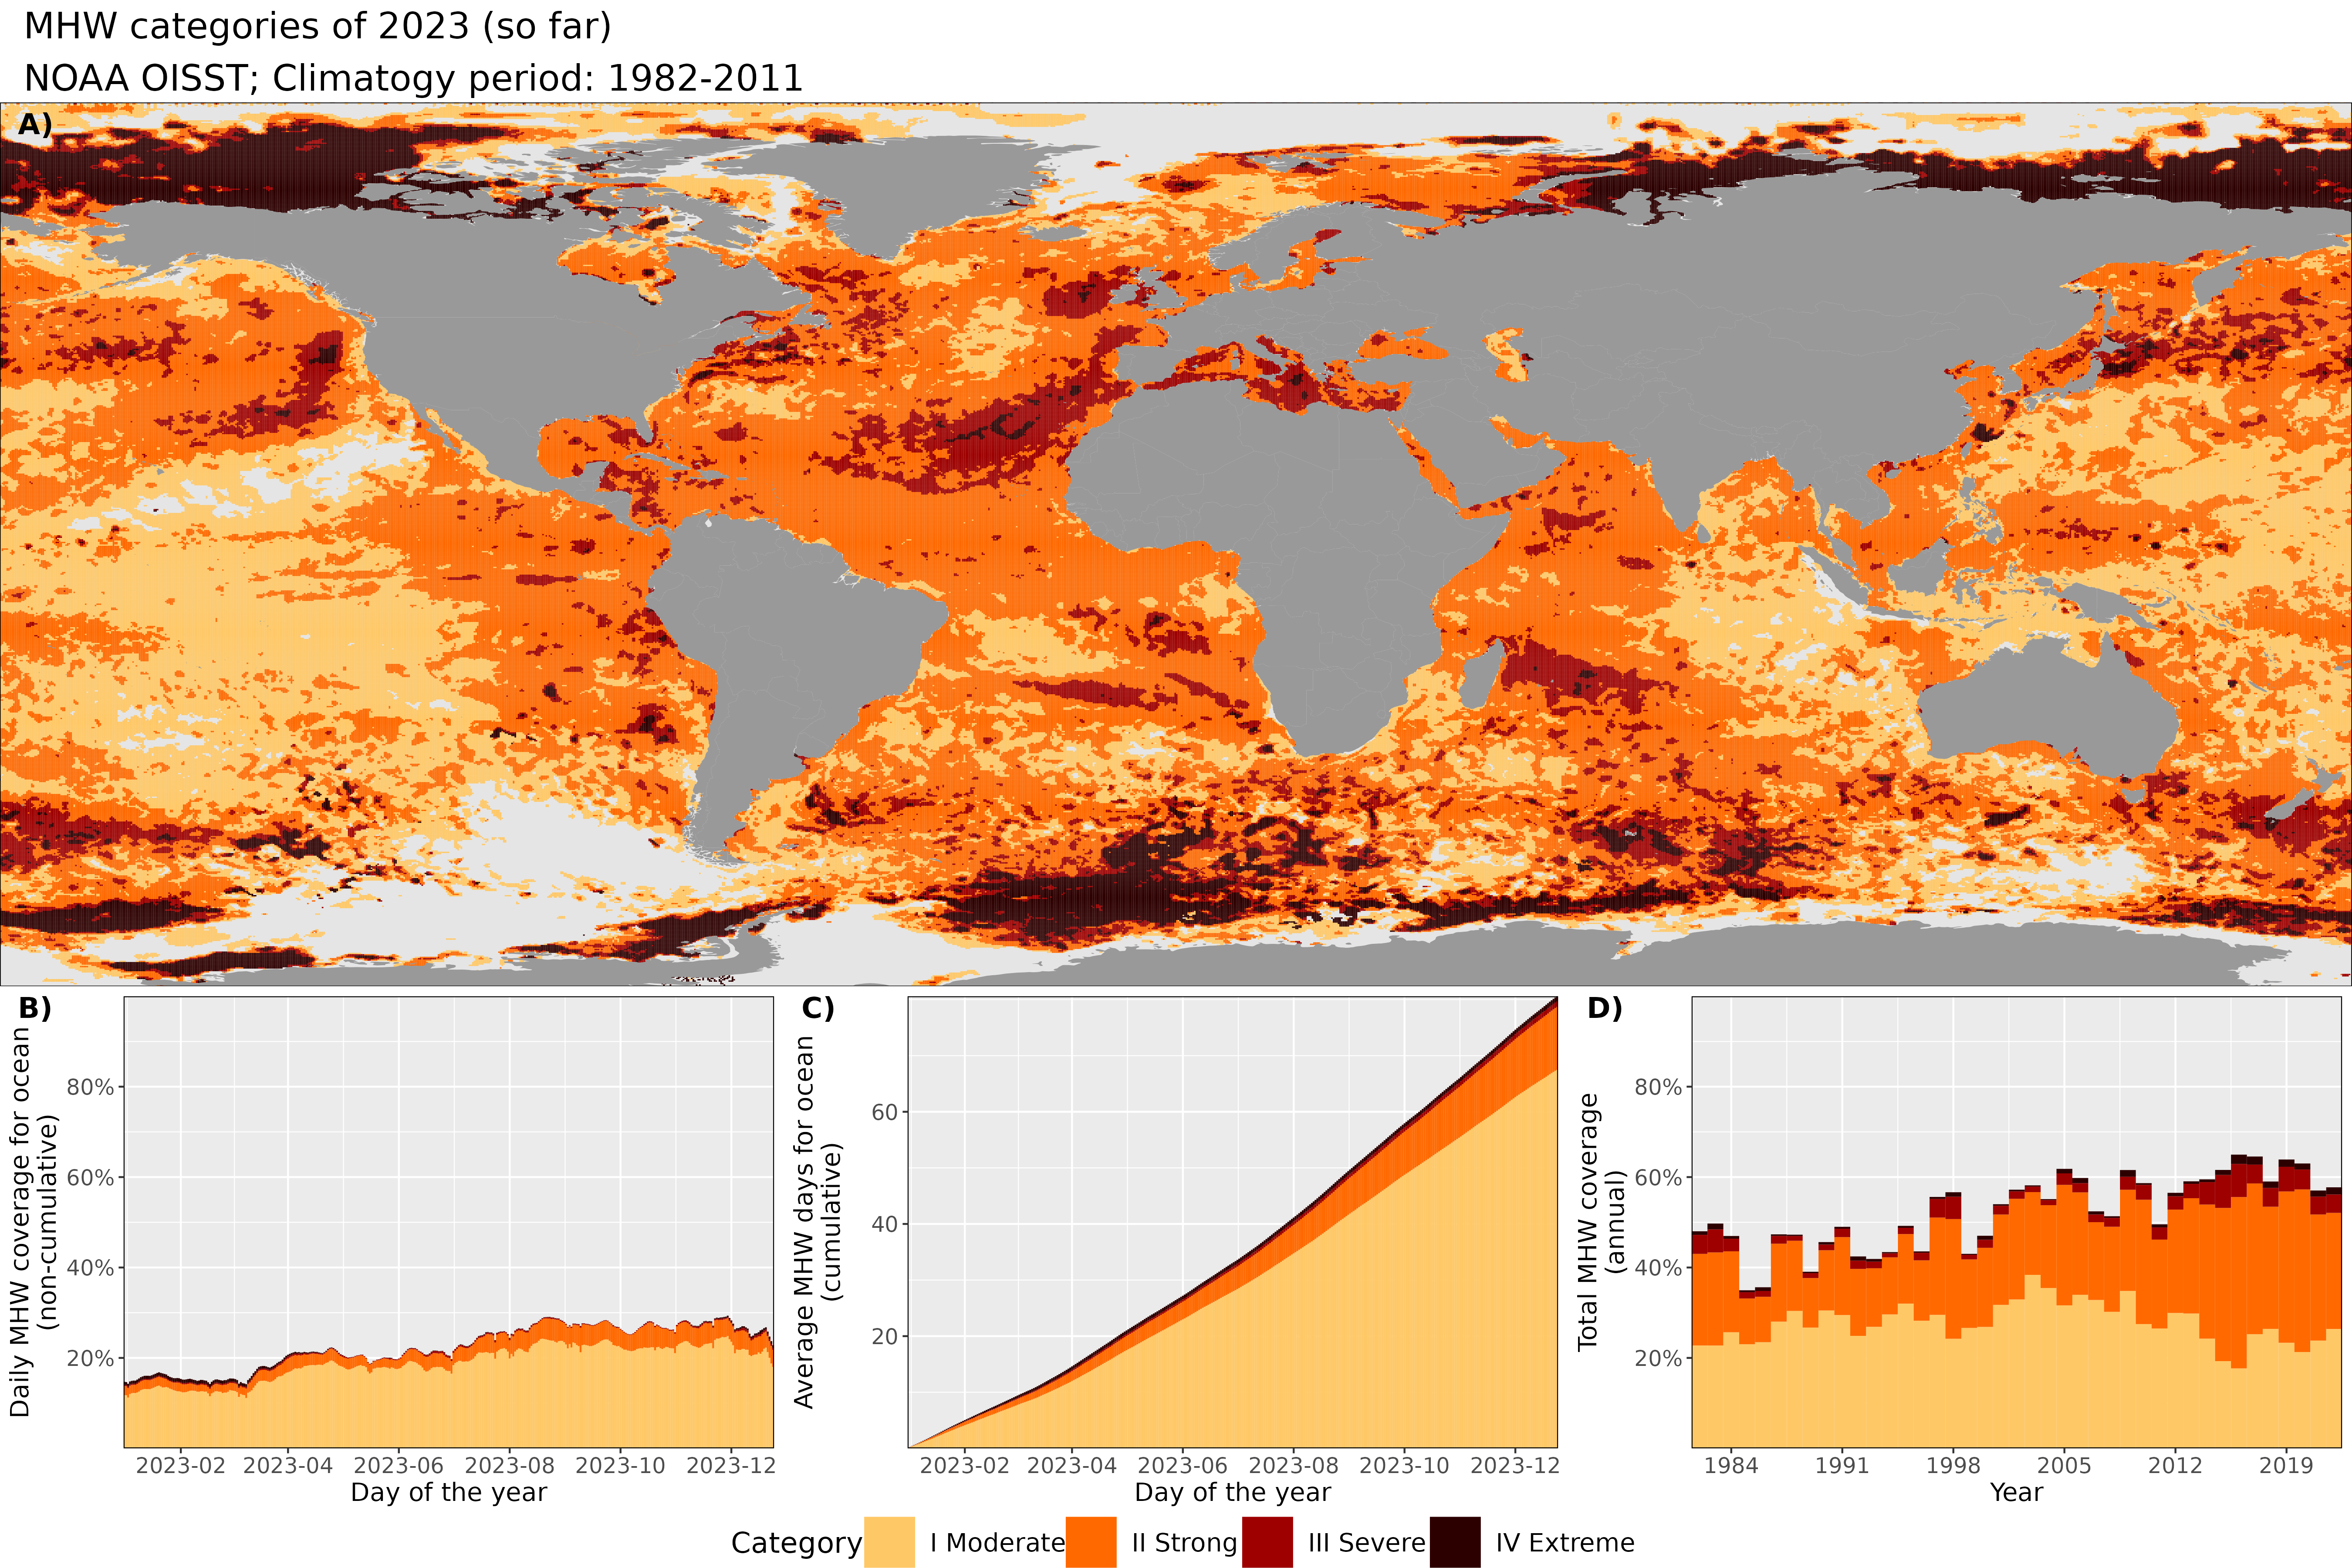 MHW categories of 2023 (so far)
NOAA OISST; Climatogy period: 1982-2011
A)
B)
Daily MHW coverage for ocean
(non-cumulative)
80%
60%
40%
20%
2023-02 2023-04 2023-06 2023-08 2023-10 2023-12
Day of the year
C)
Average MHW days for ocean
(cumulative)
60
40
20
2023-02 2023-04 2023-06 2023-08 2023-10 2023-12
Day of the year
D)
Total MHW coverage
(annual)
80%
60%
40%
20%
1984 1991 1998 2005 2012 2019
Year
Category I Moderate II Strong III Severe IV Extreme